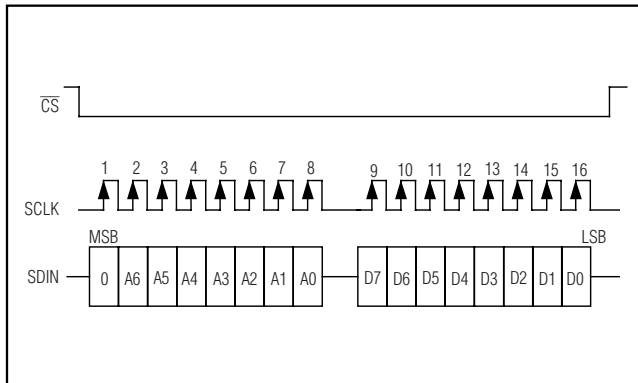 CS
1 2 3 4 5 6 7 8 9 10 11 12 13 14 15 16
SCLK
MSB LSB
SDIN 0 A6 A5 A4 A3 A2 A1 A0 D7 D6 D5 D4 D3 D2 D1 D0